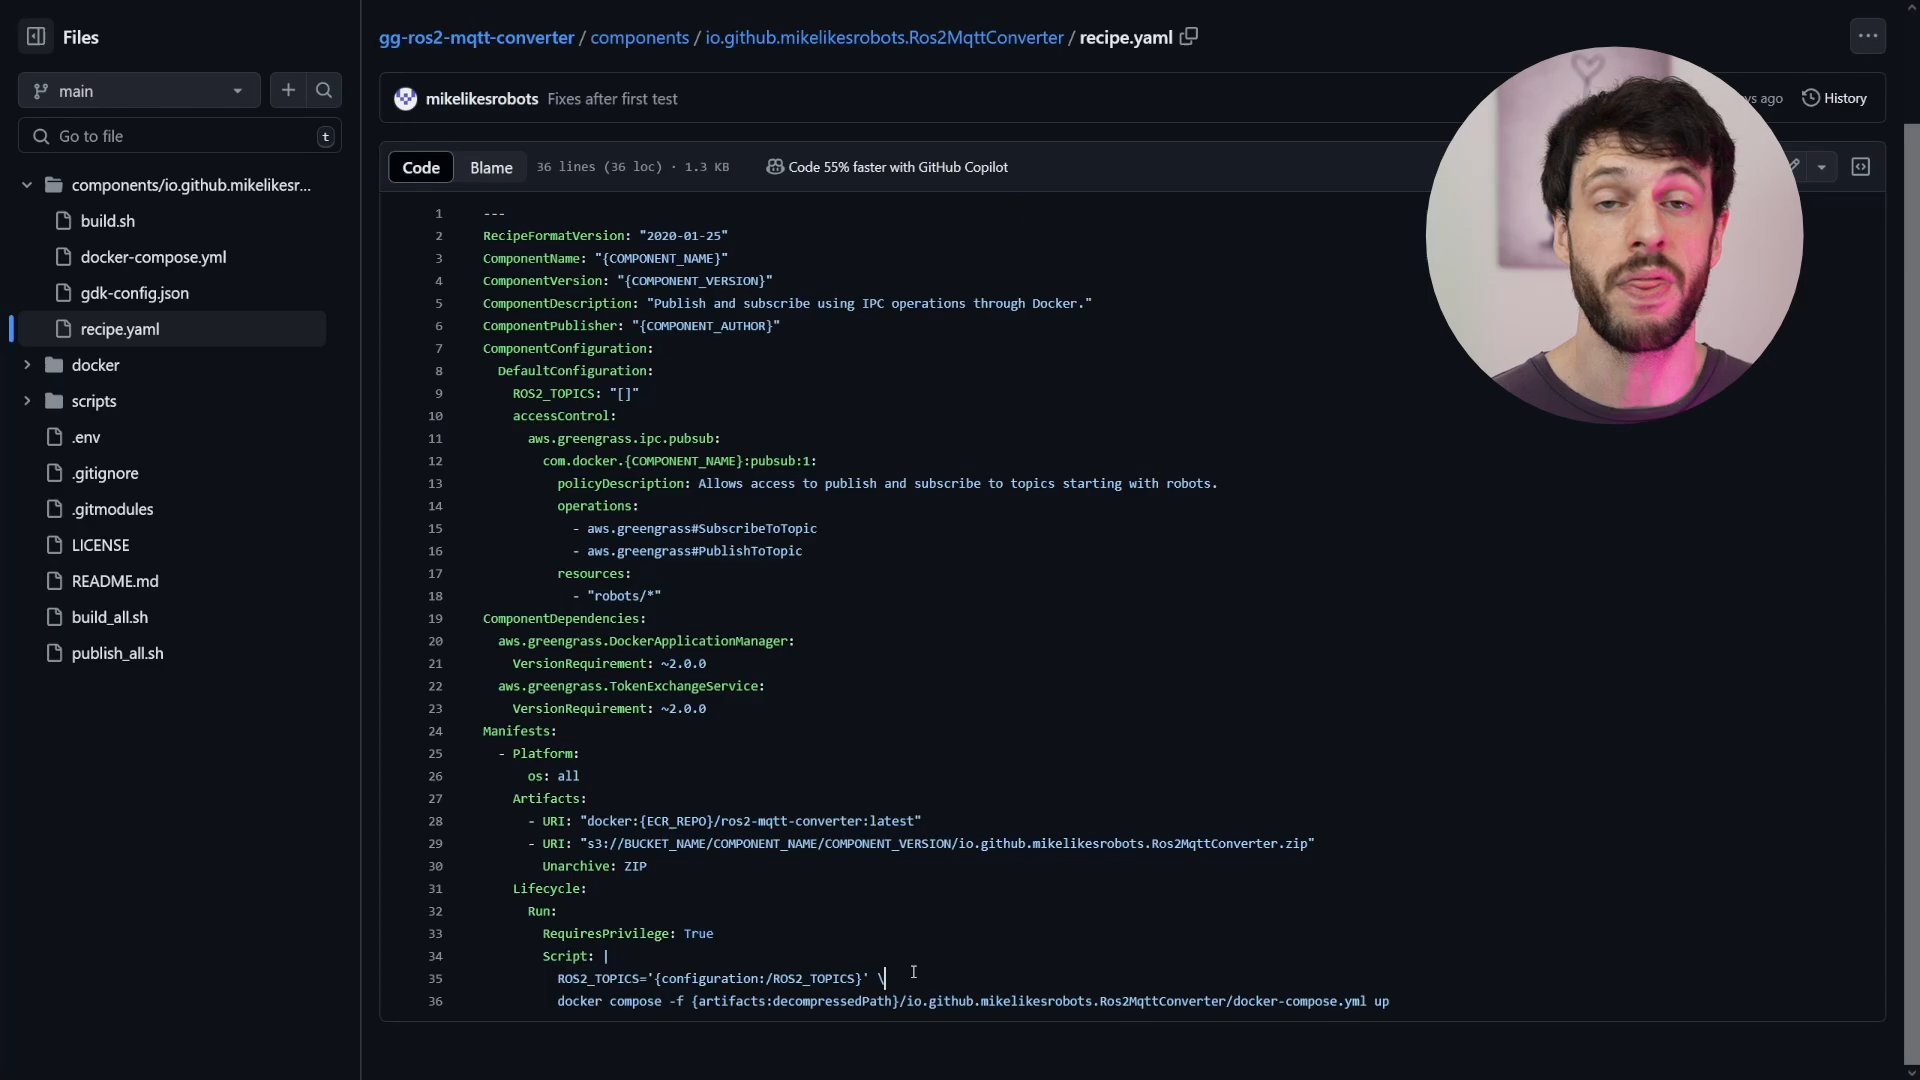 Files
gg-ros2-mqtt-converter / components / io.github.mikelikesrobots.Ros2MqttConverter / recipe.yaml
main
Go to file
t
mikelikesrobots Fixes after first test
ago
History
Code Blame 36 lines (36 loc) · 1.3 KB Code 55% faster with GitHub Copilot
components/io.github.mikelikesr...
build.sh
docker-compose.yml
gdk-config.json
recipe.yaml
docker
scripts
.env
.gitignore
.gitmodules
LICENSE
README.md
build_all.sh
publish_all.sh
1 ---
2 RecipeFormatVersion: "2020-01-25"
3 ComponentName: "{COMPONENT_NAME}"
4 ComponentVersion: "{COMPONENT_VERSION}"
5 ComponentDescription: "Publish and subscribe using IPC operations through Docker."
6 ComponentPublisher: "{COMPONENT_AUTHOR}"
7 ComponentConfiguration:
8 DefaultConfiguration:
9 ROS2_TOPICS: "[]"
10 accessControl:
11 aws.greengrass.ipc.pubsub:
12 com.docker.{COMPONENT_NAME}:pubsub:1:
13 policyDescription: Allows access to publish and subscribe to topics starting with robots.
14 operations:
15 - aws.greengrass#SubscribeToTopic
16 - aws.greengrass#PublishToTopic
17 resources:
18 - "robots/*"
19 ComponentDependencies:
20 aws.greengrass.DockerApplicationManager:
21 VersionRequirement: ~2.0.0
22 aws.greengrass.TokenExchangeService:
23 VersionRequirement: ~2.0.0
24 Manifests:
25 - Platform:
26 os: all
27 Artifacts:
28 - URI: "docker:{ECR_REPO}/ros2-mqtt-converter:latest"
29 - URI: "s3://BUCKET_NAME/COMPONENT_NAME/COMPONENT_VERSION/io.github.mikelikesrobots.Ros2MqttConverter.zip"
30 Unarchive: ZIP
31 Lifecycle:
32 Run:
33 RequiresPrivilege: True
34 Script: |
35 ROS2_TOPICS='{configuration:/ROS2_TOPICS}' \
36 docker compose -f {artifacts:decompressedPath}/io.github.mikelikesrobots.Ros2MqttConverter/docker-compose.yml up